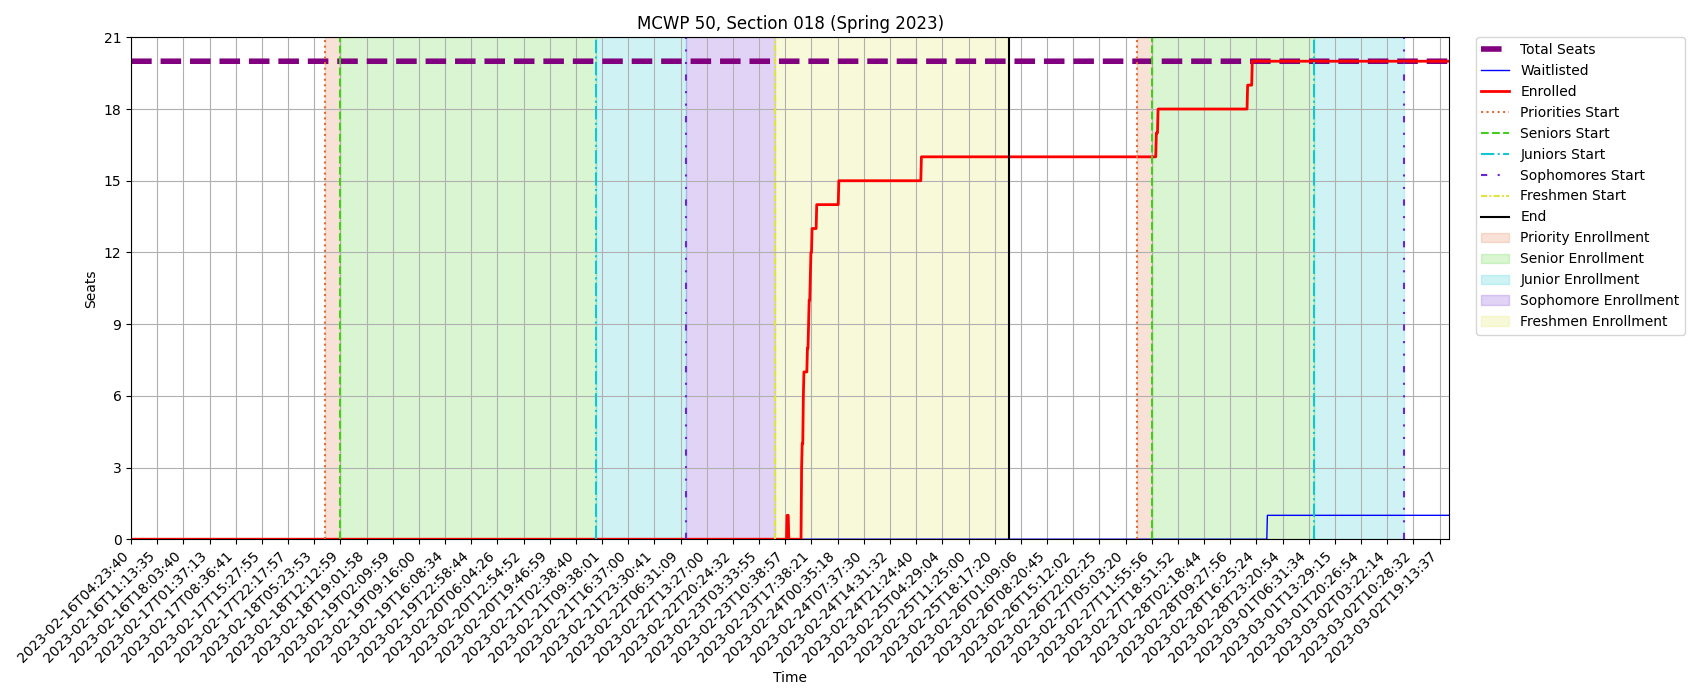 MCWP 50, Section 018 (Spring 2023)
21
18
15
12
9
6
3
0
Seats
2023-02-16T04:23:40
2023-02-16T11:13:35
2023-02-16T18:03:40
2023-02-17T01:37:13
2023-02-17T08:36:41
2023-02-17T15:27:55
2023-02-17T22:17:57
2023-02-18T05:23:53
2023-02-18T12:12:59
2023-02-18T19:01:58
2023-02-19T02:09:59
2023-02-19T09:16:00
2023-02-19T16:08:34
2023-02-19T22:58:44
2023-02-20T06:04:26
2023-02-20T12:54:52
2023-02-20T19:46:59
2023-02-21T02:38:40
2023-02-21T09:38:01
2023-02-21T16:37:00
2023-02-21T23:30:41
2023-02-22T06:31:09
2023-02-22T13:27:00
2023-02-22T20:24:32
2023-02-23T03:33:55
2023-02-23T10:38:57
2023-02-23T17:38:21
2023-02-24T00:35:18
2023-02-24T07:37:30
2023-02-24T14:31:32
2023-02-24T21:24:40
2023-02-25T04:29:04
2023-02-25T11:25:00
2023-02-25T18:17:20
2023-02-26T01:09:06
2023-02-26T08:20:45
2023-02-26T15:12:02
2023-02-26T22:02:25
2023-02-27T05:03:20
2023-02-27T11:55:56
2023-02-27T18:51:52
2023-02-28T02:18:44
2023-02-28T09:27:56
2023-02-28T16:25:24
2023-02-28T23:20:54
2023-03-01T06:31:34
2023-03-01T13:29:15
2023-03-01T20:26:54
2023-03-02T03:22:14
2023-03-02T10:28:32
2023-03-02T19:13:37
Time
Total Seats
Waitlisted
Enrolled
Priorities Start
Seniors Start
Juniors Start
Sophomores Start
Freshmen Start
End
Priority Enrollment
Senior Enrollment
Junior Enrollment
Sophomore Enrollment
Freshmen Enrollment